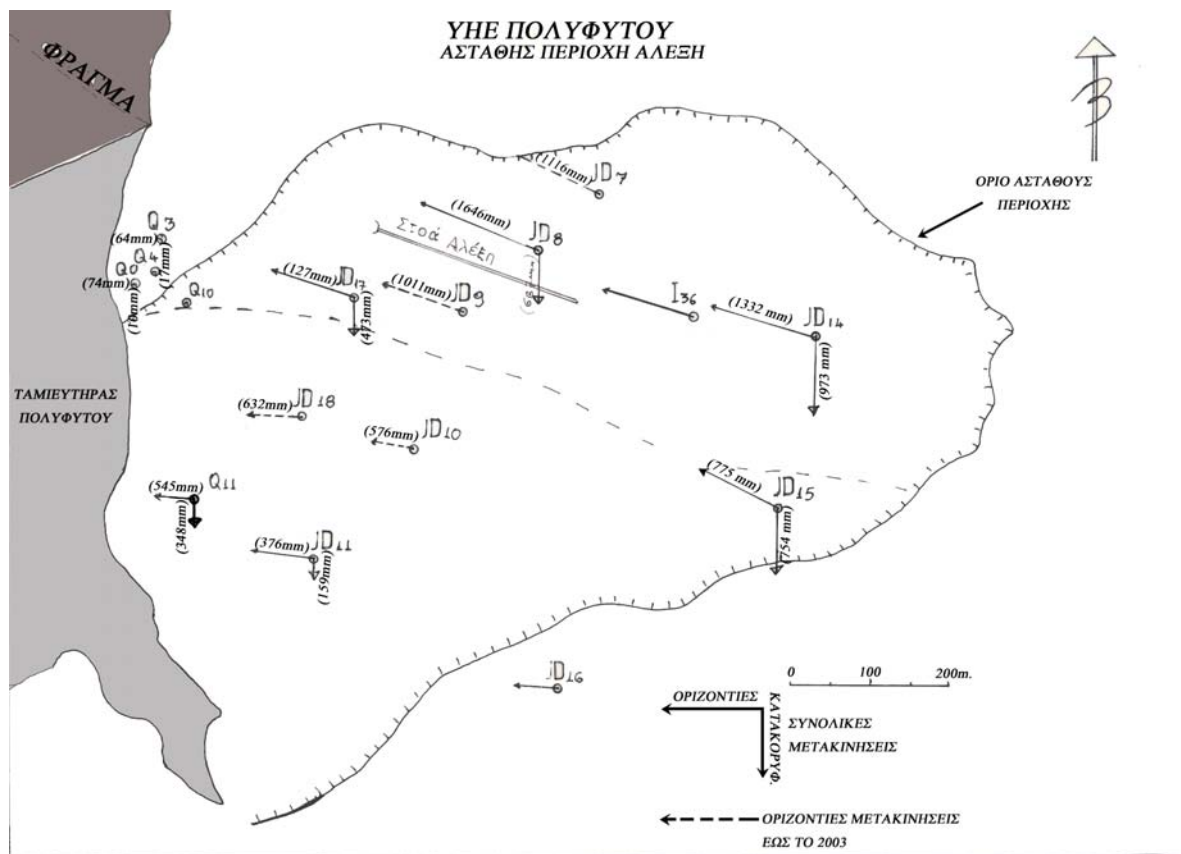 ΥΗΕ ΠΟΛΥΦΥΤΟΥ
ΑΣΤΑΘΗΣ ΠΕΡΙΟΧΗ ΑΛΕΞΗ
ΦΡΑΓΜΑ
ΟΡΙΟ ΑΣΤΑΘΟΥΣ
ΠΕΡΙΟΧΗΣ
(1116mm)
JD7
(1646mm)
JD8
Στοά Αλέξη
Q3
(64mm)
Q4
(17mm)
Q0
(74mm)
(10mm)
Q10
(127mm)
JD17
(473mm)
(1011mm)
JD9
I36
(1332 mm)
JD14
(973 mm)
ΤΑΜΙΕΥΤΗΡΑΣ
ΠΟΛΥΦΥΤΟΥ
(632mm)
JD18
(576mm)
JD10
(775 mm)
JD15
(754 mm)
(545mm)
Q11
(348mm)
(376mm)
JD11
(159mm)
JD16
0 100 200m.
ΟΡΙΖΟΝΤΙΕΣ
ΚΑΤΑΚΟΡΥΦ.
ΣΥΝΟΛΙΚΕΣ
ΜΕΤΑΚΙΝΗΣΕΙΣ
ΟΡΙΖΟΝΤΙΕΣ ΜΕΤΑΚΙΝΗΣΕΙΣ
ΕΩΣ ΤΟ 2003